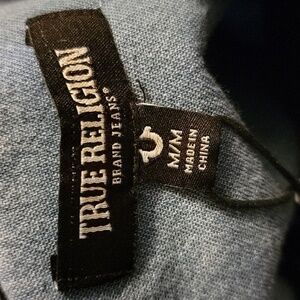 TRUE RELIGION
BRAND JEANS®
M/M
MADE IN
CHINA